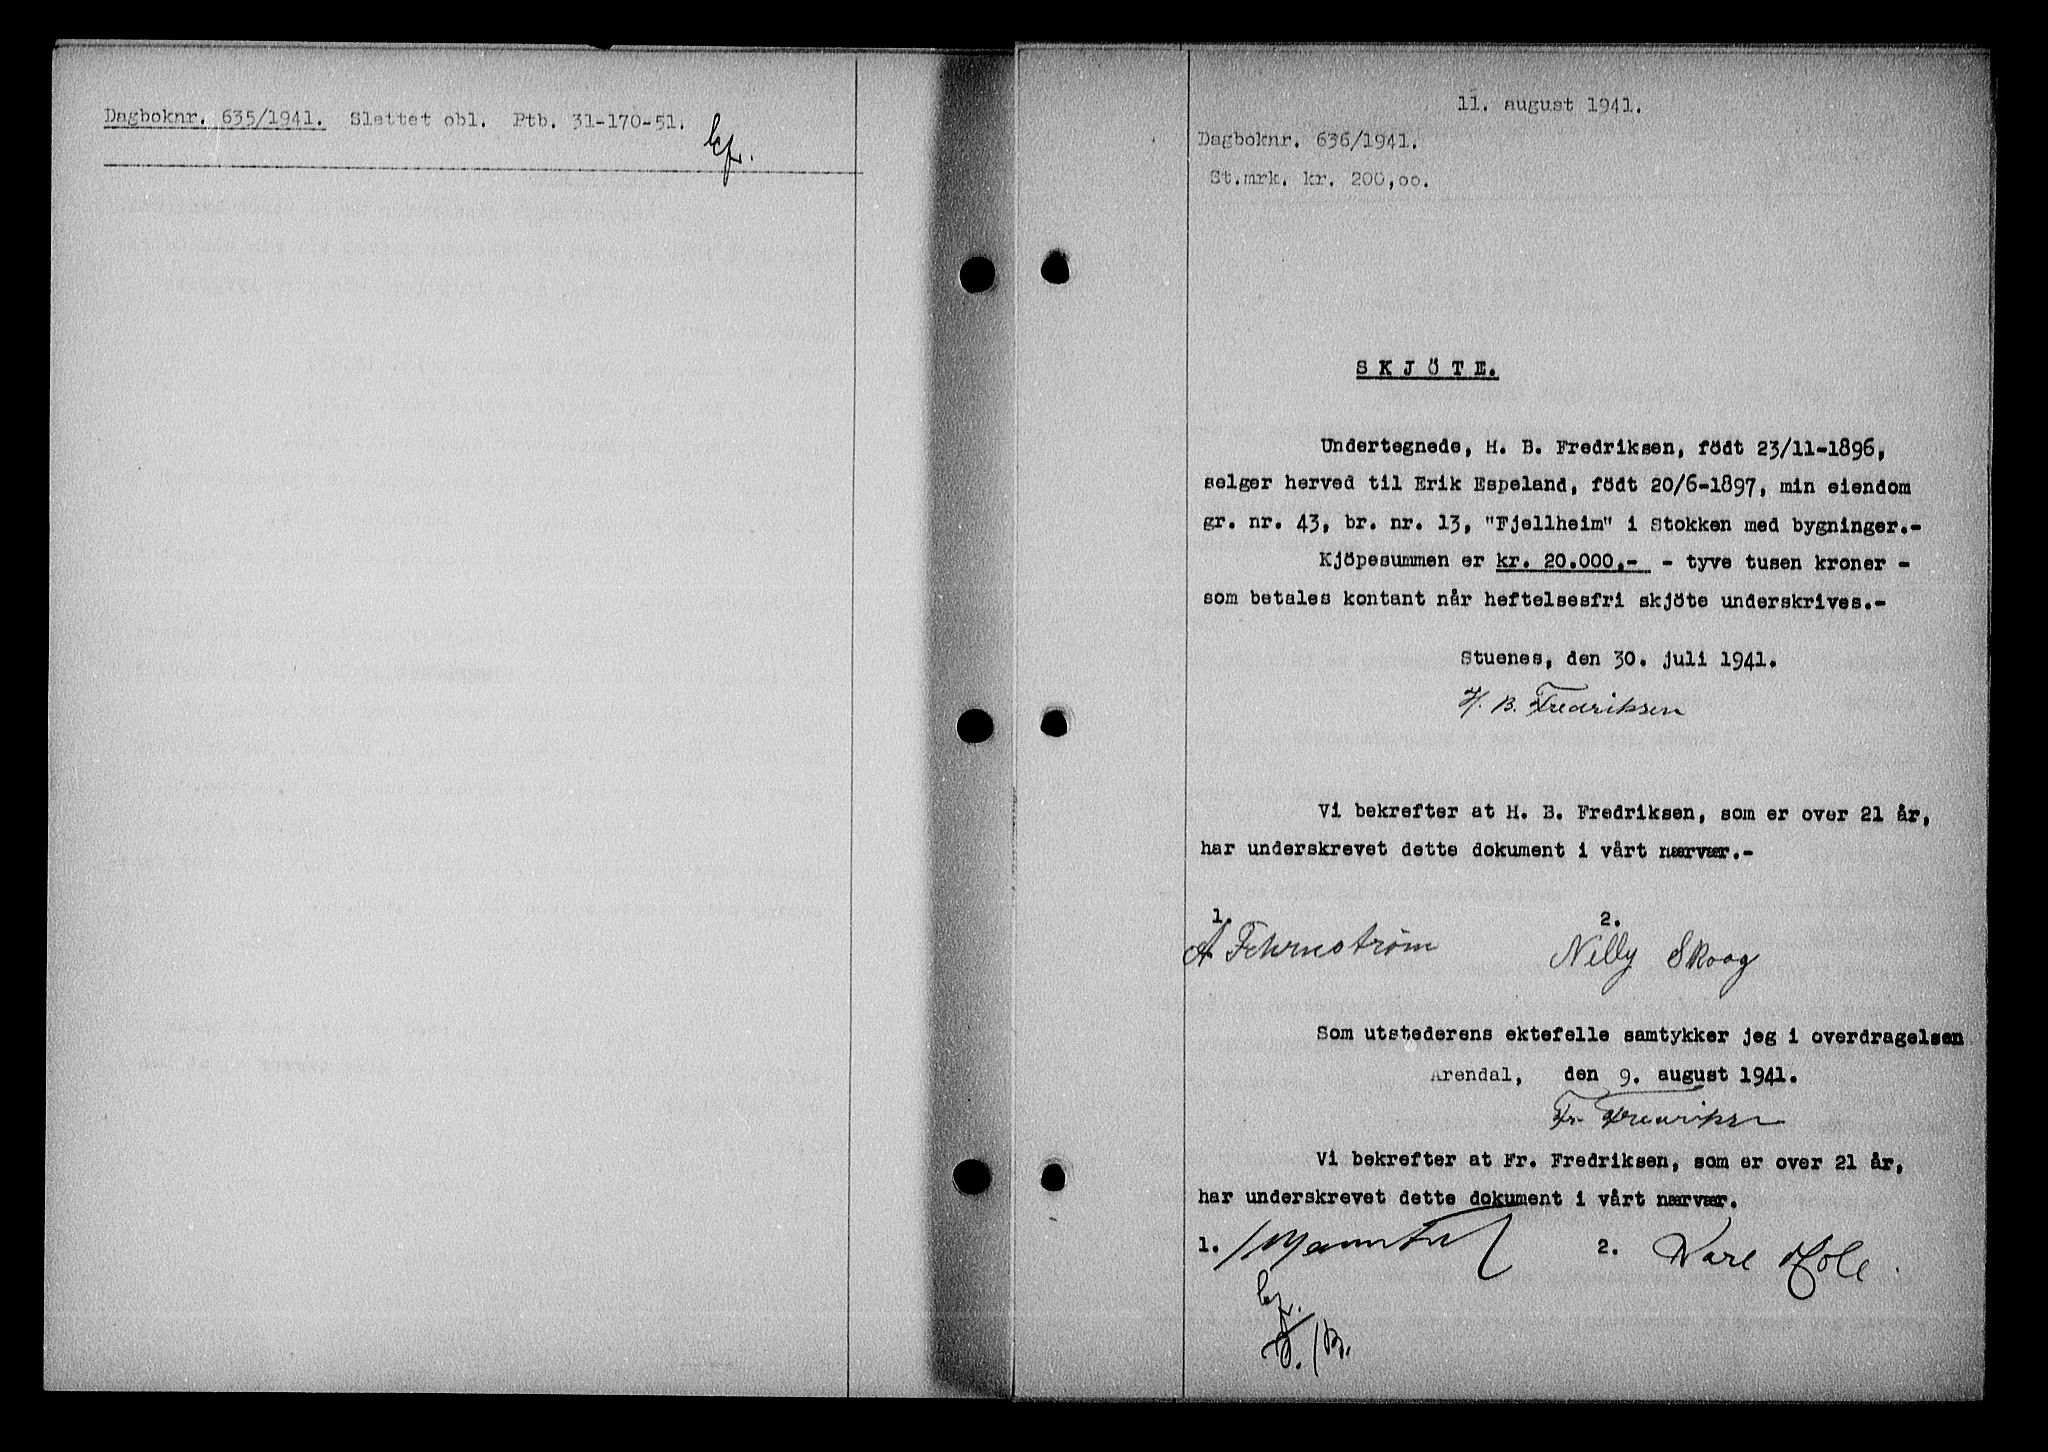 Dagboknr. 635/1941. Slettet obl. Ptb. 31-170-51.
11. august 1941.
Dagboknr. 636/1941.
St.mrk. kr. 200,oo.
SKJÖTE.
Undertegnede, H. B. Fredriksen, födt 23/11-1896,
selger herved til Erik Espeland, födt 20/6-1897, min eiendom
gr. nr. 43, br. nr. 13, "Fjellheim" i Stokken med bygninger.-
Kjöpesummen er kr. 20.000.- - tyve tusen kroner -
som betales kontant når heftelsesfri skjöte underskrives.-
Stuenes, den 30. juli 1941.
H. B. Fredriksen
Vi bekrefter at H. B. Fredriksen, som er over 21 år,
har underskrevet dette dokument i vårt nærvær.-
1. 2.
A Fehrnström Nelly Skoog
Som utstederens ektefelle samtykker jeg i overdragelsen
Arendal, den 9. august 1941.
Fr. Fredriksen
Vi bekrefter at Fr. Fredriksen, som er over 21 år,
har underskrevet dette dokument i vårt nærvær.
1. 2. Kare Hole.